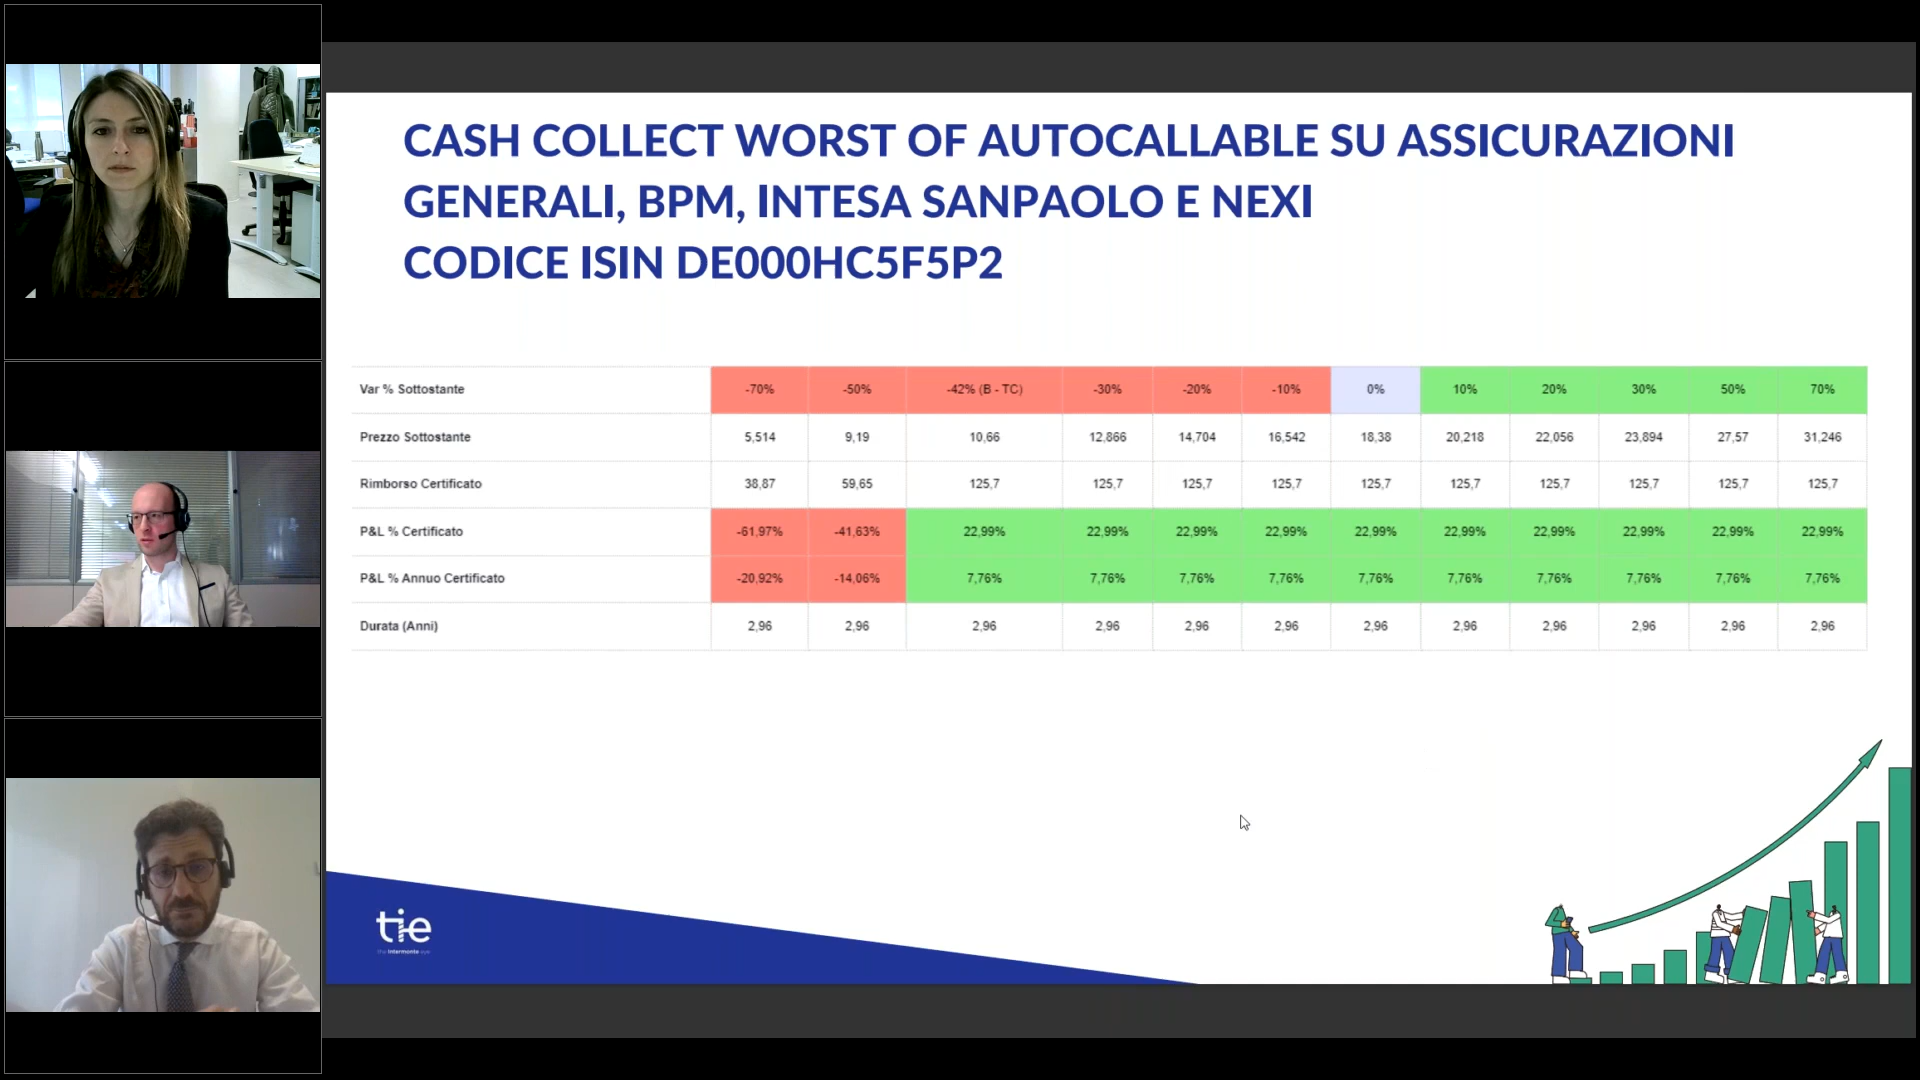 CASH COLLECT WORST OF AUTOCALLABLE SU ASSICURAZIONI
GENERALI, BPM, INTESA SANPAOLO E NEXI
CODICE ISIN DE000HC5F5P2
Var % Sottostante -70% -50% -42% (B - TC) -30% -20% -10% 0% 10% 20% 30% 50% 70%
Prezzo Sottostante 5,514 9,19 10,66 12,866 14,704 16,542 18,38 20,218 22,056 23,894 27,57 31,246
Rimborso Certificato 38,87 59,65 125,7 125,7 125,7 125,7 125,7 125,7 125,7 125,7 125,7 125,7
P&L % Certificato -61,97% -41,63% 22,99% 22,99% 22,99% 22,99% 22,99% 22,99% 22,99% 22,99% 22,99% 22,99%
P&L % Annuo Certificato -20,92% -14,06% 7,76% 7,76% 7,76% 7,76% 7,76% 7,76% 7,76% 7,76% 7,76% 7,76%
Durata (Anni) 2,96 2,96 2,96 2,96 2,96 2,96 2,96 2,96 2,96 2,96 2,96 2,96
tie
the intermonte eye